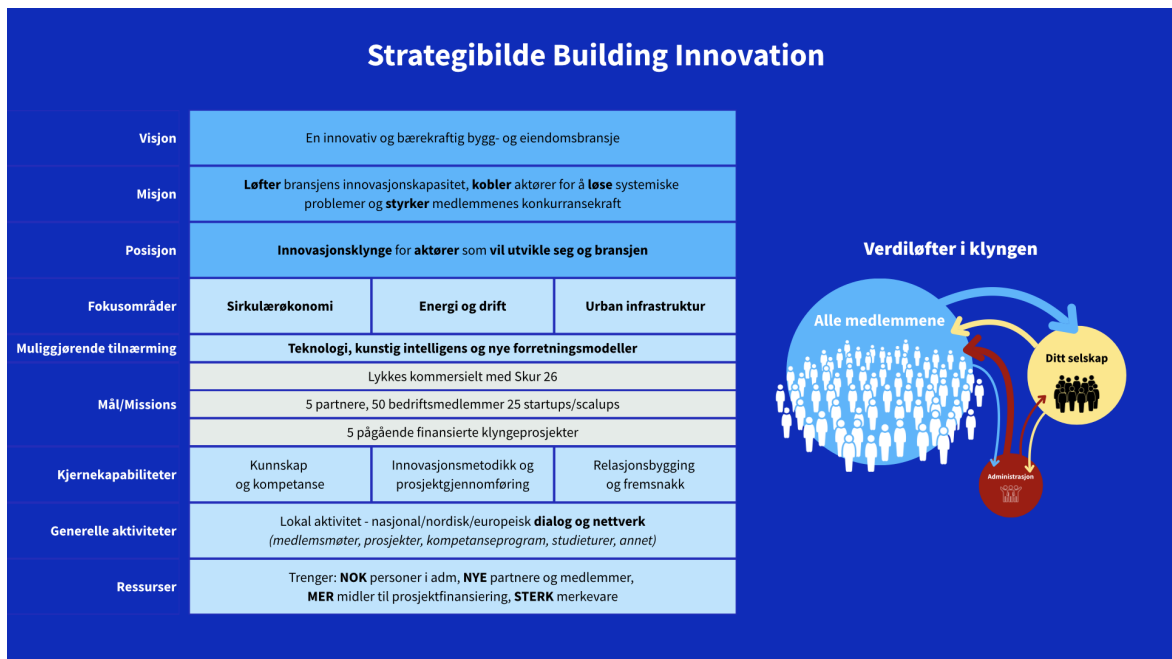 Strategibilde Building Innovation
Visjon
En innovativ og bærekraftig bygg- og eiendomsbransje
Misjon
Løfter bransjens innovasjonskapasitet, kobler aktører for å løse systemiske
problemer og styrker medlemmenes konkurransekraft
Posisjon
Innovasjonsklynge for aktører som vil utvikle seg og bransjen
Fokusområder
Sirkulærøkonomi
Energi og drift
Urban infrastruktur
Muliggjørende tilnærming
Teknologi, kunstig intelligens og nye forretningsmodeller
Mål/Missions
Lykkes kommersielt med Skur 26
5 partnere, 50 bedriftsmedlemmer 25 startups/scalups
5 pågående finansierte klyngeprosjekter
Kjernekapabiliteter
Kunnskap
og kompetanse
Innovasjonsmetodikk og
prosjektgjennomføring
Relasjonsbygging
og fremsnakk
Generelle aktiviteter
Lokal aktivitet - nasjonal/nordisk/europeisk dialog og nettverk
(medlemsmøter, prosjekter, kompetanseprogram, studieturer, annet)
Ressurser
Trenger: NOK personer i adm, NYE partnere og medlemmer,
MER midler til prosjektfinansiering, STERK merkevare
Verdiløfter i klyngen
Alle medlemmene
Ditt selskap
Administrasjon